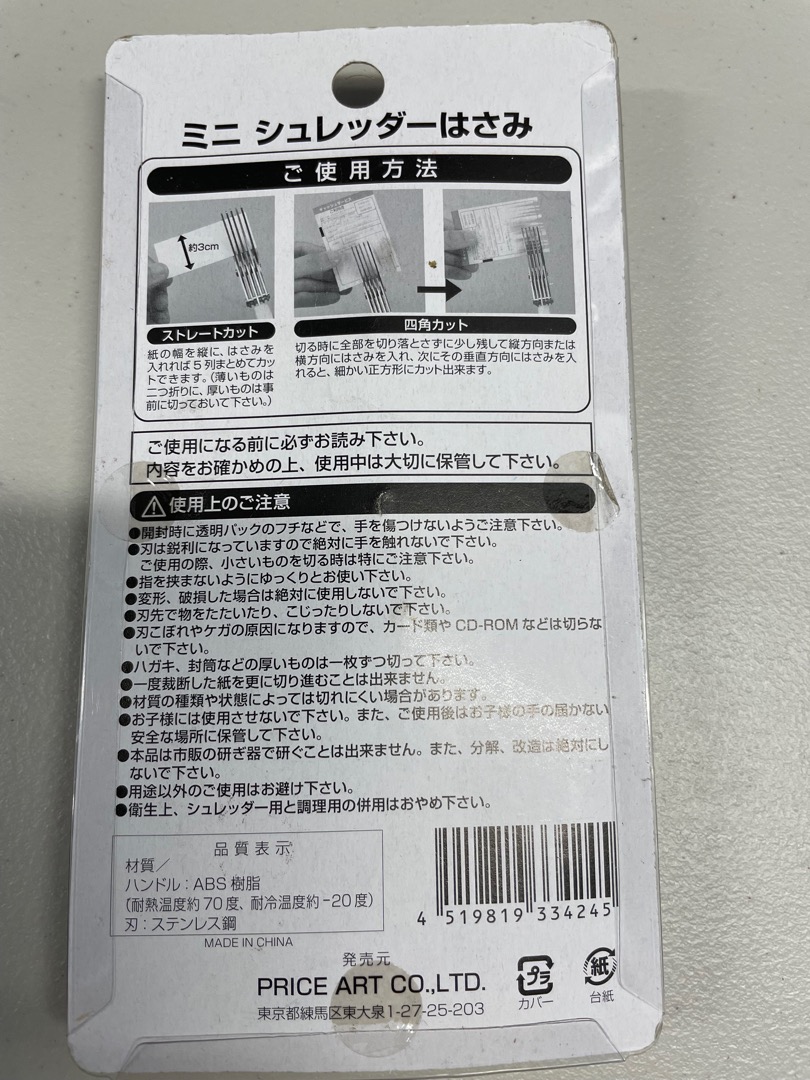 ミニ シュレッダーはさみ
ご使用方法
約3cm
ストレートカット
紙の幅を縦に、はさみを
入れれば5列まとめてカッ
トできます。(薄いものは
二つ折りに、厚いものは事
前に切っておいて下さい。)
四角カット
切る時に全部を切り落とさずに少し残して縦方向または
横方向にはさみを入れ、次にその垂直方向にはさみを入
れると、細かい正方形にカット出来ます。
ご使用になる前に必ずお読み下さい。
内容をお確かめの上、使用中は大切に保管して下さい。
使用上のご注意
●開封時に透明パックのフチなどで、手を傷つけないようご注意下さい。
●刃は鋭利になっていますので絶対に手を触れないで下さい。
ご使用の際、小さいものを切る時は特にご注意下さい。
●指を挟まないようにゆっくりとお使い下さい。
●変形、破損した場合は絶対に使用しないで下さい。
●刃先で物をたたいたり、こじったりしないで下さい。
●刃こぼれやケガの原因になりますので、カード類や CD-ROM などは切らな
いで下さい。
●ハガキ、封筒などの厚いものは一枚ずつ切って下さい。
●一度裁断した紙を更に切り進むことは出来ません。
●材質の種類や状態によっては切れにくい場合があります。
●お子様には使用させないで下さい。また、ご使用後はお子様の手の届かない
安全な場所に保管して下さい。
●本品は市販の研ぎ器で研ぐことは出来ません。また、分解、改造は絶対にし
ないで下さい。
●用途以外のご使用はお避け下さい。
●衛生上、シュレッダー用と調理用の併用はおやめ下さい。
品質表示
材質/
ハンドル:ABS 樹脂
(耐熱温度約70度、耐冷温度約-20度)
刃:ステンレス鋼
MADE IN CHINA
4 519819 334245
発売元
PRICE ART CO.,LTD.
東京都練馬区東大泉1-27-25-203
プラ
カバー
紙
台紙